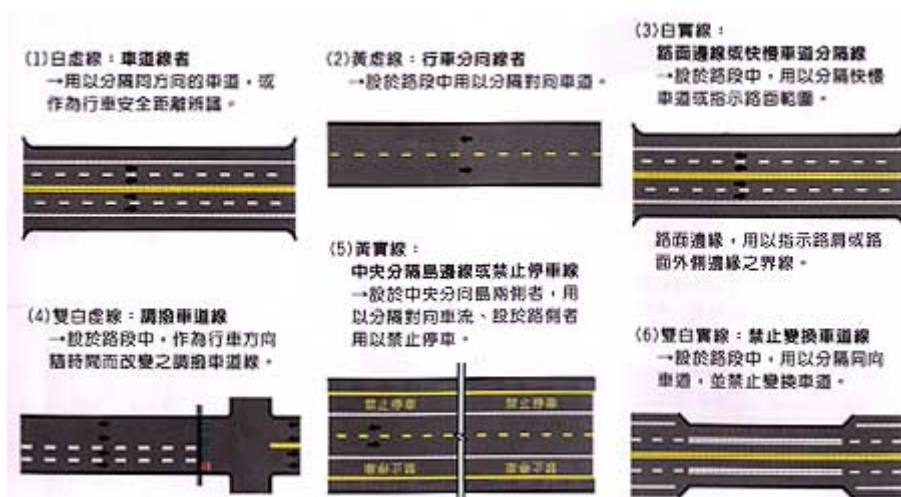 (1)白虛線：車道線者
→用以分隔同方向的車道，或
作為行車安全距離辨識。
(2)黃虛線：行車分向線者
→設於路段中用以分隔對向車道。
(3)白實線：
路面邊線或快慢車道分隔線
→設於路段中，用以分隔快慢
車道或指示路面範圍。
路面邊緣，用以指示路肩或路
面外側邊緣之界線。
(4)雙白虛線：調撥車道線
→設於路段中，作為行車方向
隨時間而改變之調撥車道線。
(5)黃實線：
中央分隔島邊線或禁止停車線
→設於中央分向島兩側者，用
以分隔對向車流、設於路側者
用以禁止停車。
禁止停車
禁止停車
禁止停車
禁止停車
(6)雙白實線：禁止變換車道線
→設於路段中，用以分隔同向
車道，並禁止變換車道。